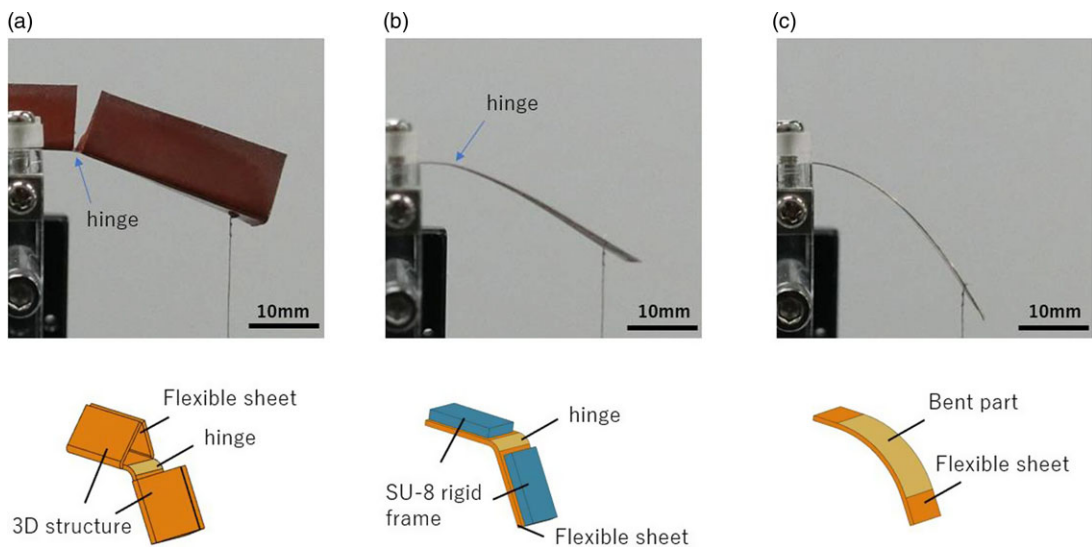 (a)
(b)
(c)
hinge
10mm
hinge
10mm
10mm
Flexible sheet
hinge
3D structure
hinge
SU-8 rigid
frame
Flexible sheet
Bent part
Flexible sheet